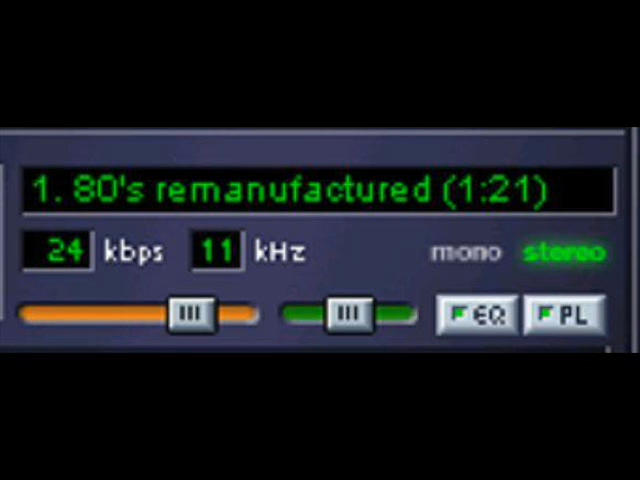 1. 80's remanufactured (1:21)
24 kbps 11 kHz mono stereo
EQ PL